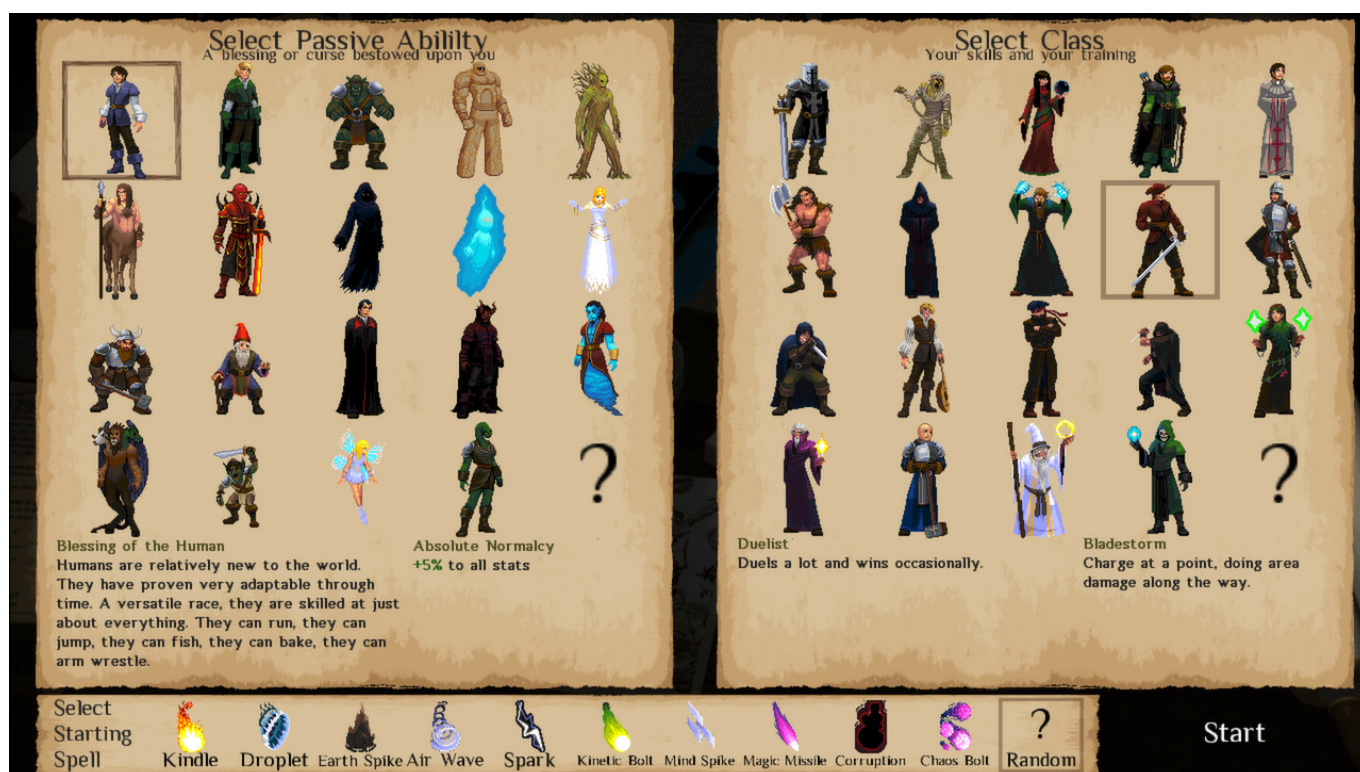 Select Passive Abililty
A blessing or curse bestowed upon you
?
Blessing of the Human
Humans are relatively new to the world.
They have proven very adaptable through
time. A versatile race, they are skilled at just
about everything. They can run, they can
jump, they can fish, they can bake, they can
arm wrestle.
Absolute Normalcy
+5% to all stats
Select Class
Your skills and your training
?
Duelist
Duels a lot and wins occasionally.
Bladestorm
Charge at a point, doing area
damage along the way.
Select
Starting
Spell
Kindle
Droplet
Earth Spike
Air Wave
Spark
Kinetic Bolt
Mind Spike
Magic Missile
Corruption
Chaos Bolt
?
Random
Start